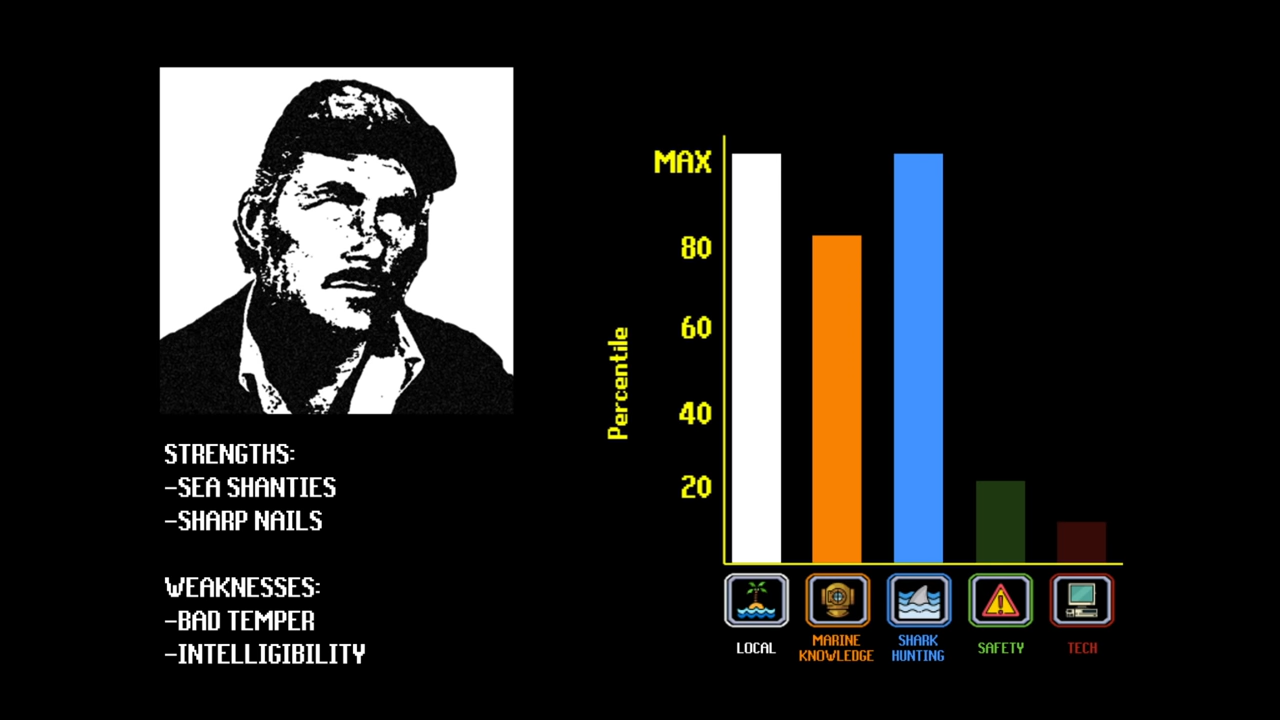 STRENGTHS:
-SEA SHANTIES
-SHARP NAILS
WEAKNESSES:
-BAD TEMPER
-INTELLIGIBILITY
Percentile
MAX
80
60
40
20
LOCAL
MARINE
KNOWLEDGE
SHARK
HUNTING
SAFETY
TECH